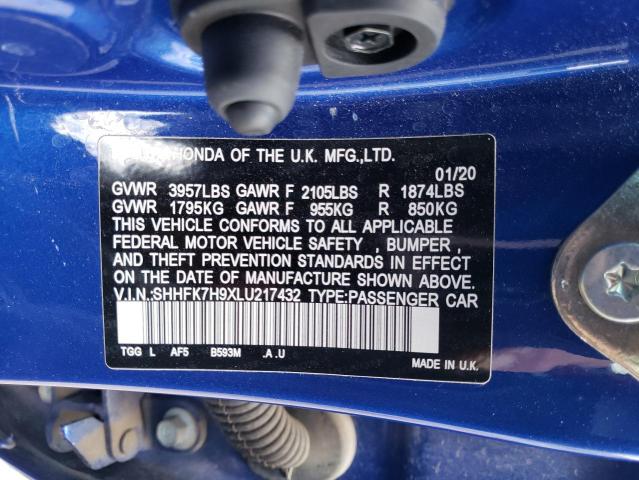 HONDA OF THE U.K. MFG.,LTD.
01/20
GVWR 3957LBS GAWR F 2105LBS R 1874LBS
GVWR 1795KG GAWR F 955KG R 850KG
THIS VEHICLE CONFORMS TO ALL APPLICABLE
FEDERAL MOTOR VEHICLE SAFETY , BUMPER ,
AND THEFT PREVENTION STANDARDS IN EFFECT
ON THE DATE OF MANUFACTURE SHOWN ABOVE.
V.I.N.:SHHFK7H9XLU217432 TYPE:PASSENGER CAR
TGG L AF5 B593M .A .U
MADE IN U.K.